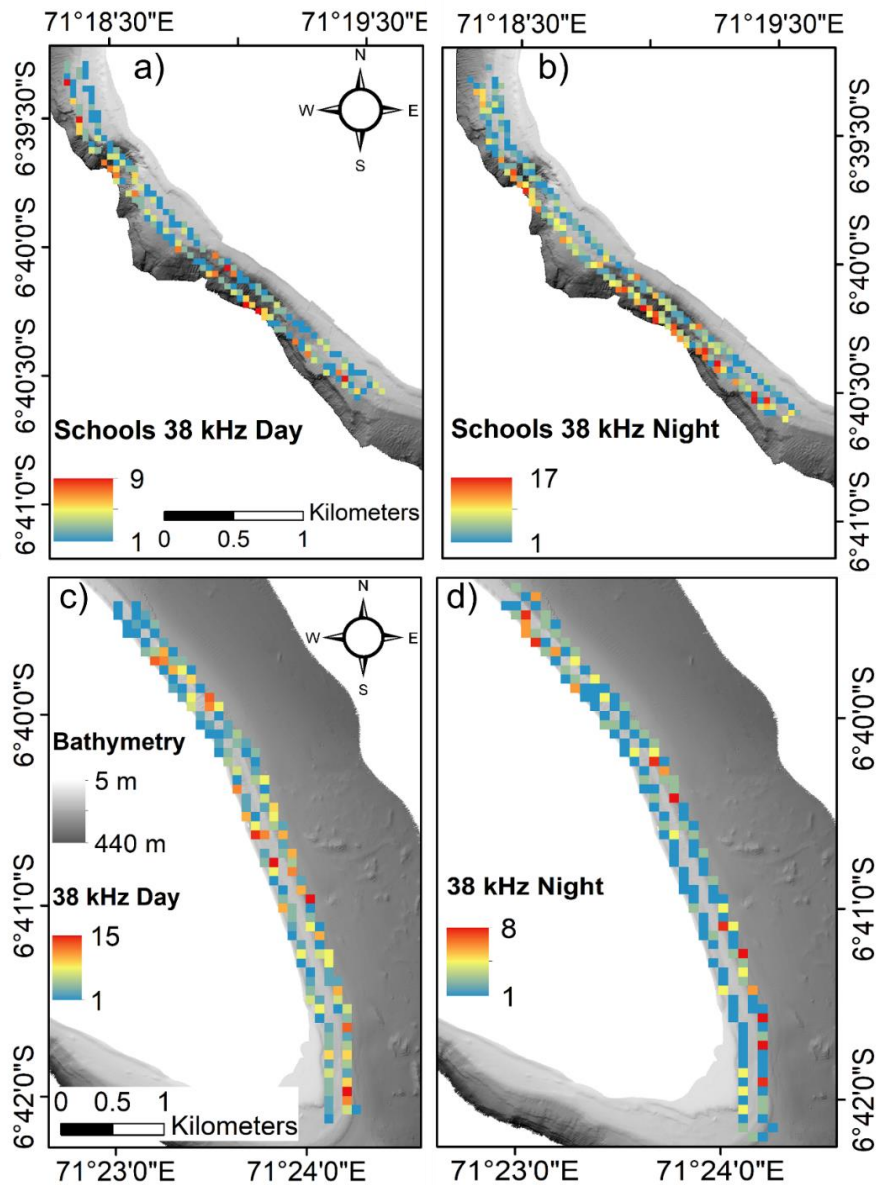 71°18'30"E 71°19'30"E 71°18'30"E 71°19'30"E
a)
N
W E
S
b)
6°39'30"S
6°40'0"S
6°40'30"S
6°41'0"S
6°39'30"S
6°40'0"S
6°40'30"S
6°41'0"S
Schools 38 kHz Day
9
1
Kilometers
0 0.5 1
Schools 38 kHz Night
17
1
c)
N
W E
S
d)
6°40'0"S
6°41'0"S
6°42'0"S
6°40'0"S
6°41'0"S
6°42'0"S
Bathymetry
5 m
440 m
38 kHz Day
15
1
0 0.5 1
Kilometers
38 kHz Night
8
1
71°23'0"E 71°24'0"E 71°23'0"E 71°24'0"E